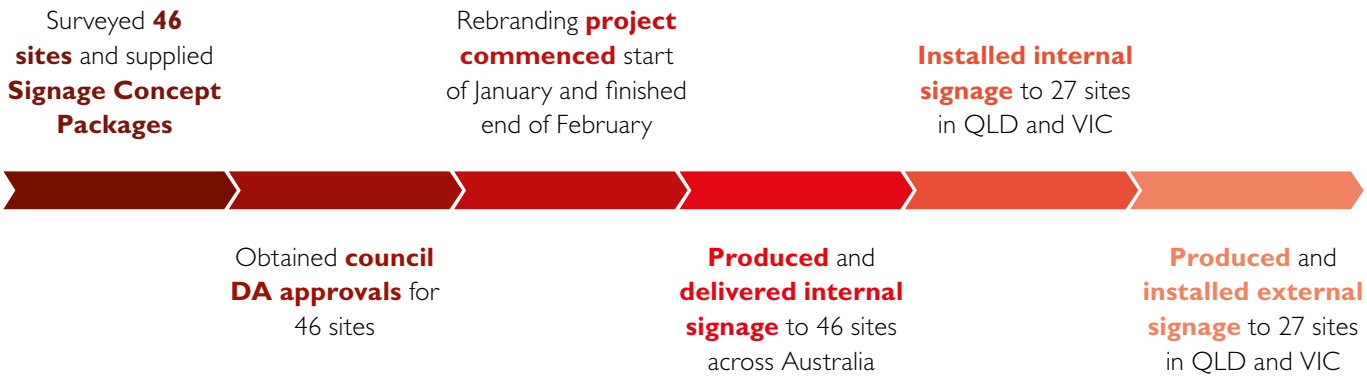 Surveyed 46
sites and supplied
Signage Concept
Packages
Obtained council
DA approvals for
46 sites
Rebranding project
commenced start
of January and finished
end of February
Produced and
delivered internal
signage to 46 sites
across Australia
Installed internal
signage to 27 sites
in QLD and VIC
Produced and
installed external
signage to 27 sites
in QLD and VIC